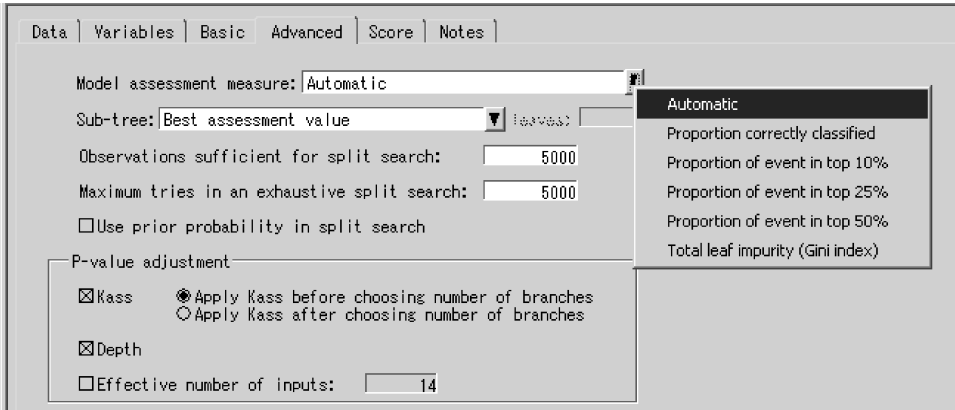 Data Variables Basic Advanced Score Notes
Model assessment measure: Automatic
Sub-tree: Best assessment value leaves:
Observations sufficient for split search: 5000
Maximum tries in an exhaustive split search: 5000
Use prior probability in split search
P-value adjustment
Kass Apply Kass before choosing number of branches
Apply Kass after choosing number of branches
Depth
Effective number of inputs: 14
Automatic
Proportion correctly classified
Proportion of event in top 10%
Proportion of event in top 25%
Proportion of event in top 50%
Total leaf impurity (Gini index)